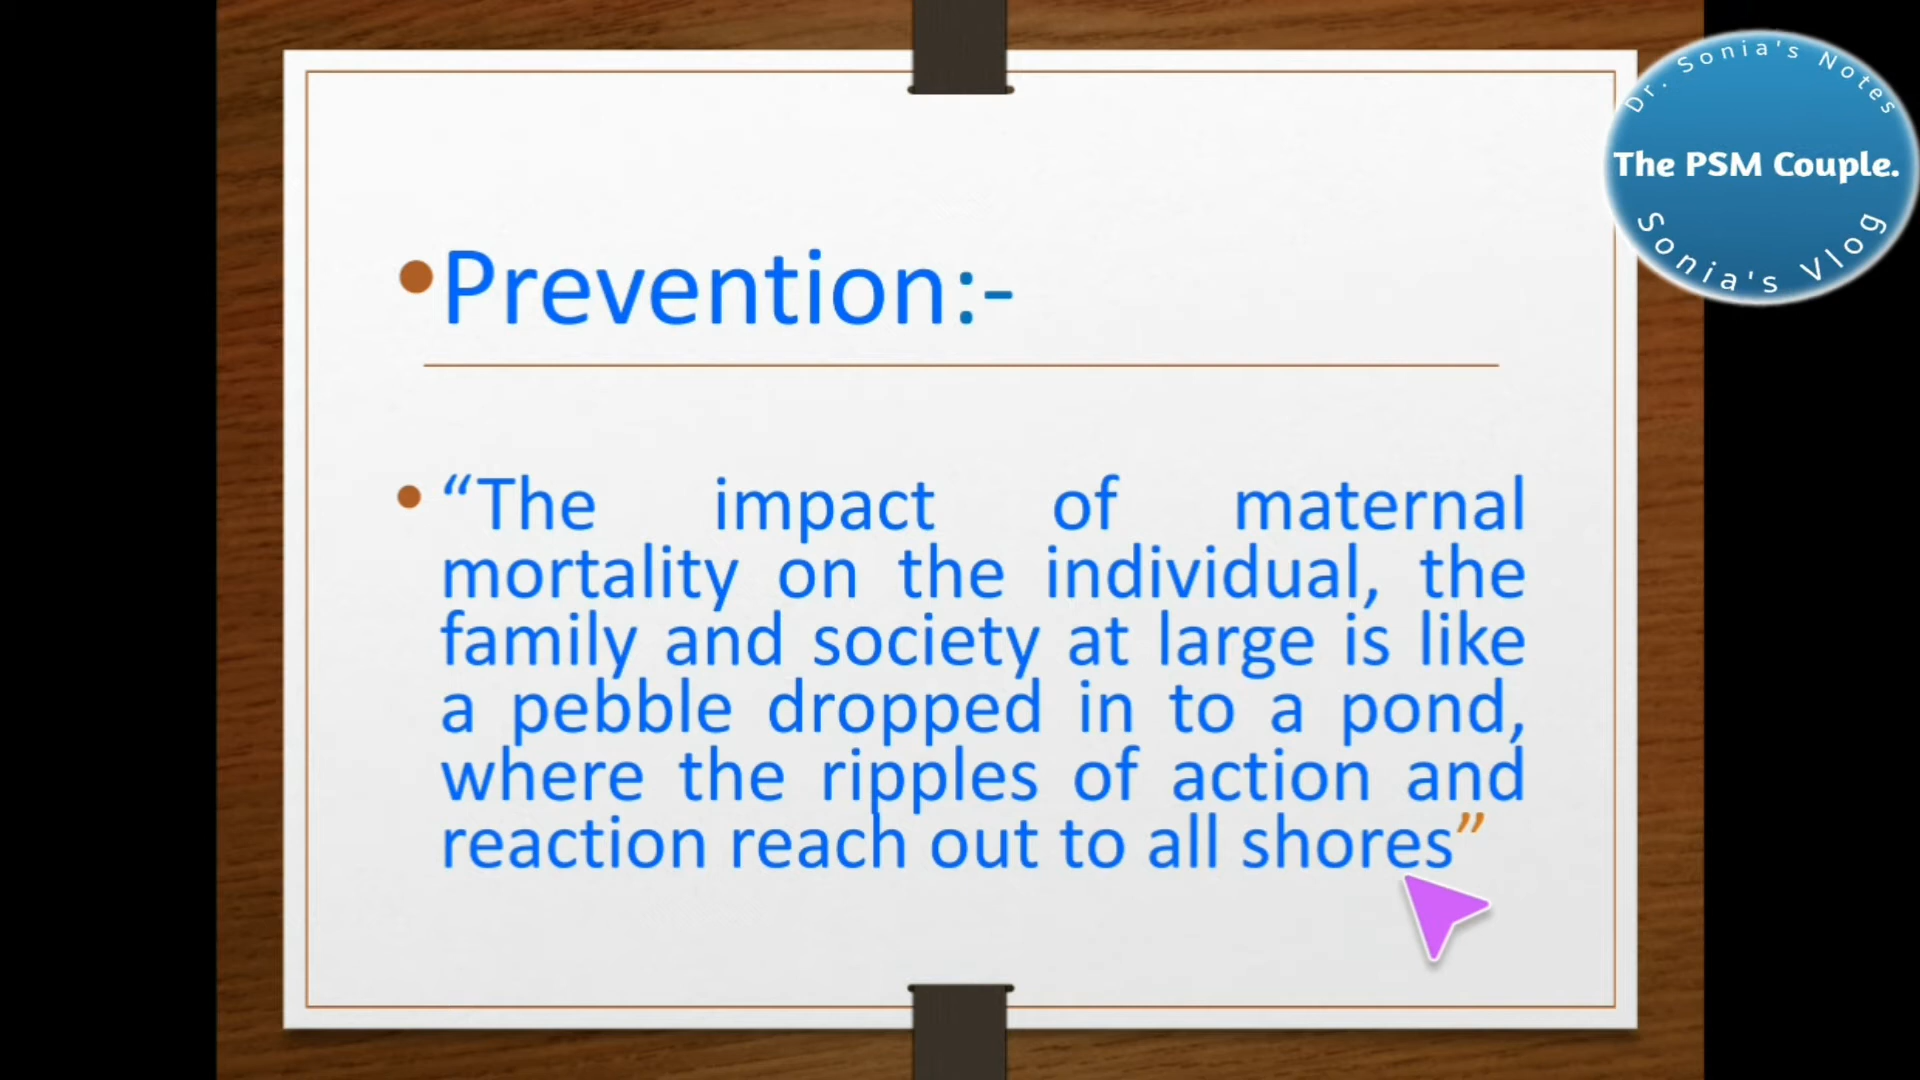 Dr. Sonia's Notes
The PSM Couple.
Sonia's Vlog
•Prevention:-
• “The impact of maternal
mortality on the individual, the
family and society at large is like
a pebble dropped in to a pond,
where the ripples of action and
reaction reach out to all shores”